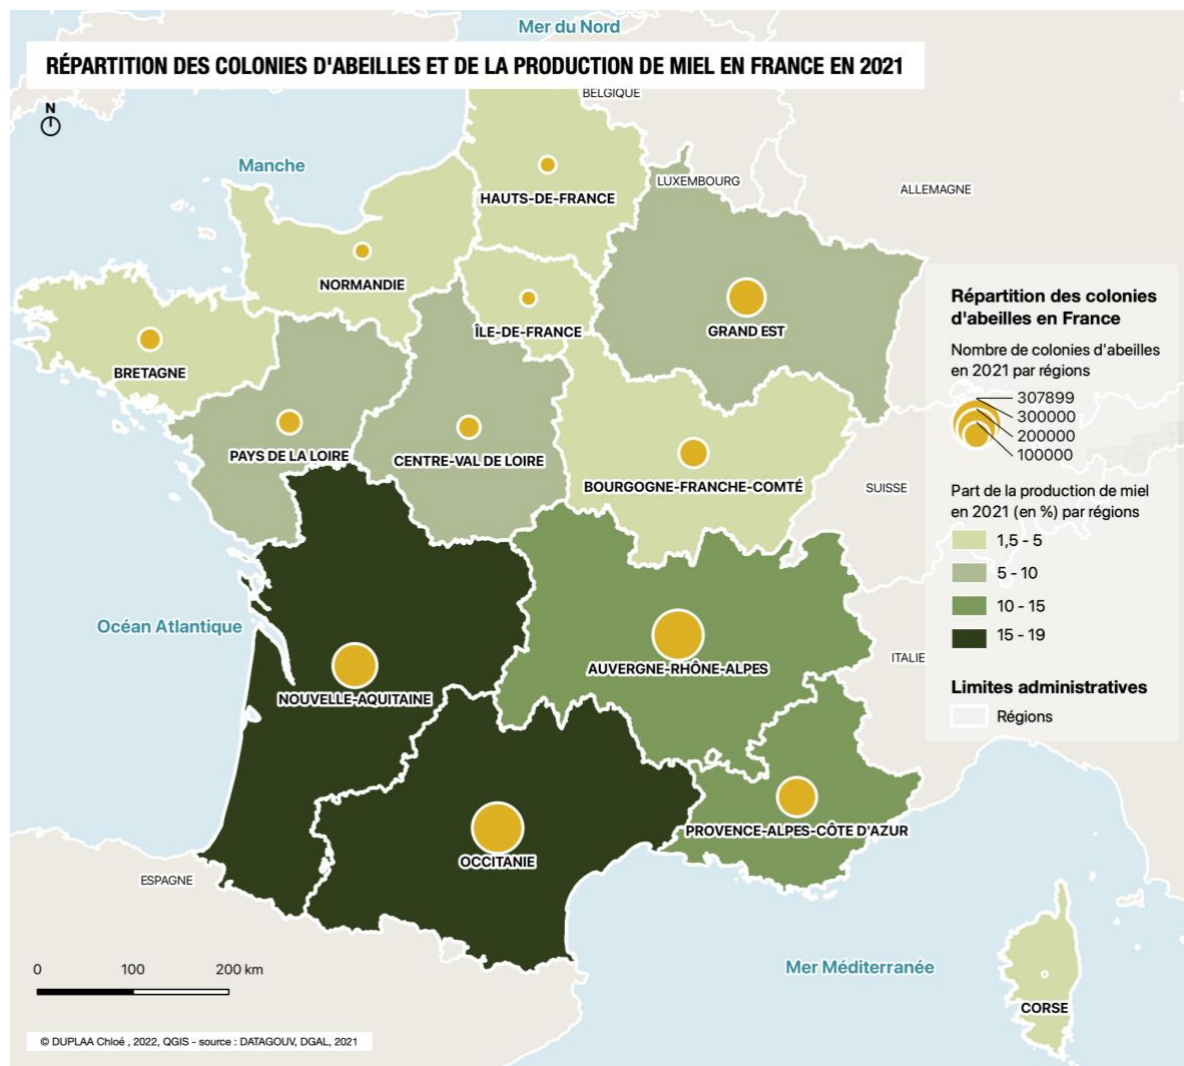 Mer du Nord
RÉPARTITION DES COLONIES D'ABEILLES ET DE LA PRODUCTION DE MIEL EN FRANCE EN 2021
BELGIQUE
N
Manche
LUXEMBOURG
ALLEMAGNE
HAUTS-DE-FRANCE
NORMANDIE
ÎLE-DE-FRANCE
GRAND EST
BRETAGNE
PAYS DE LA LOIRE
CENTRE-VAL DE LOIRE
BOURGOGNE-FRANCHE-COMTÉ
SUISSE
Océan Atlantique
AUVERGNE-RHÔNE-ALPES
ITALIE
NOUVELLE-AQUITAINE
PROVENCE-ALPES-CÔTE D'AZUR
OCCITANIE
ESPAGNE
Mer Méditerranée
CORSE
Répartition des colonies
d'abeilles en France
Nombre de colonies d'abeilles
en 2021 par régions
307899
300000
200000
100000
Part de la production de miel
en 2021 (en %) par régions
1,5 - 5
5 - 10
10 - 15
15 - 19
Limites administratives
Régions
0 100 200 km
© DUPLAA Chloé , 2022, QGIS - source : DATAGOUV, DGAL, 2021